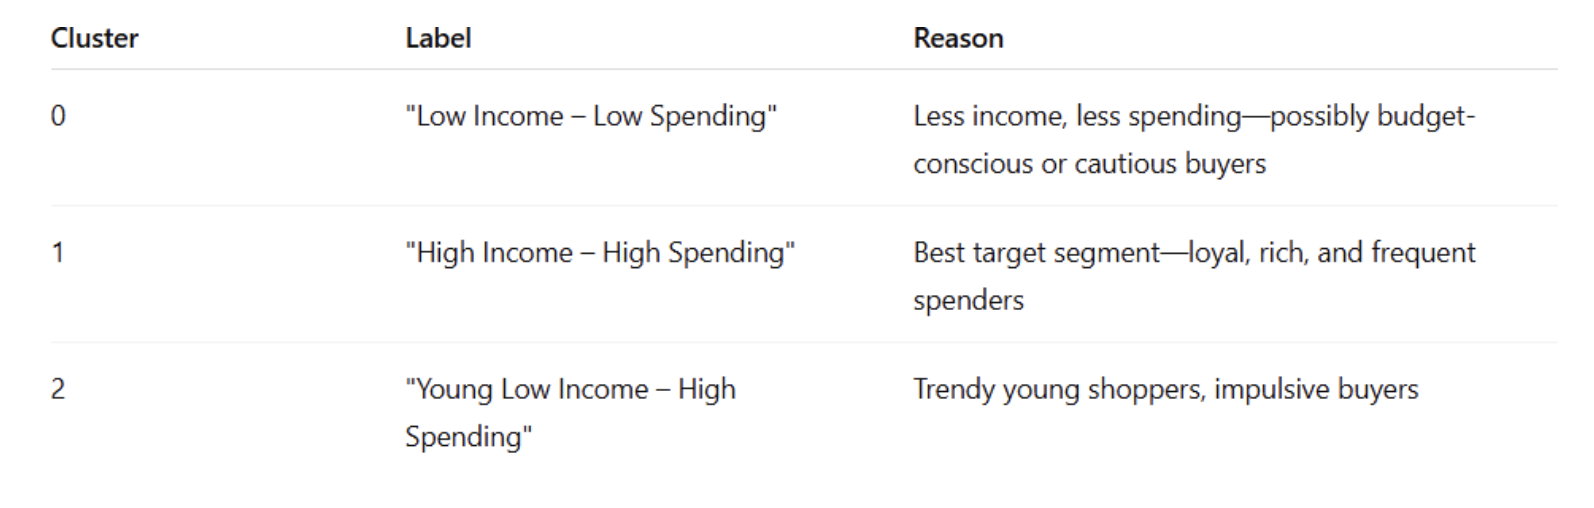 Cluster Label Reason
0 "Low Income – Low Spending" Less income, less spending—possibly budget-
conscious or cautious buyers
1 "High Income – High Spending" Best target segment—loyal, rich, and frequent
spenders
2 "Young Low Income – High Trendy young shoppers, impulsive buyers
Spending"